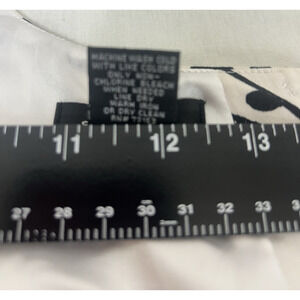 MACHINE WASH COLD
WITH LIKE COLORS
ONLY NON-
CHLORINE BLEACH
WHEN NEEDED
LINE DRY
WARM IRON
OR DRY CLEAN
11 12 13
27 28 29 30 31 32 33